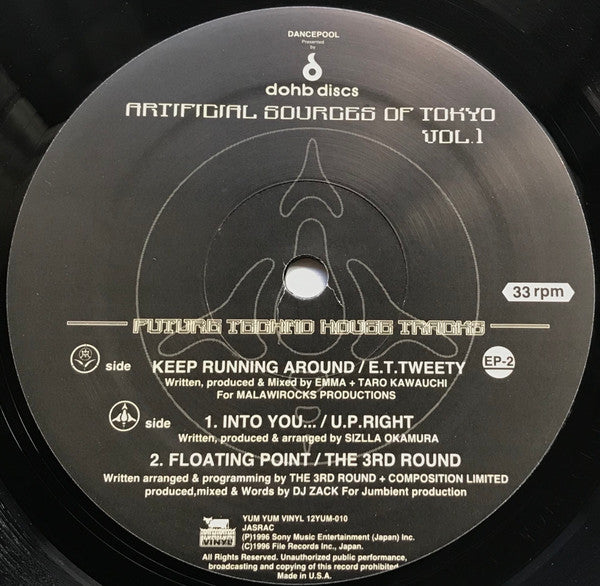 DANCEPOOL
Presented
by
dohb discs
ARTIFICIAL SOURCES OF TOKYO
VOL.1
33 rpm
FUTURE TECHNO HOUSE TRACKS
side KEEP RUNNING AROUND / E.T.TWEETY EP-2
Written, produced & Mixed by EMMA + TARO KAWAUCHI
For MALAWIROCKS PRODUCTIONS
side 1. INTO YOU... / U.P.RIGHT
Written, produced & arranged by SIZLLA OKAMURA
2. FLOATING POINT / THE 3RD ROUND
Written arranged & programming by THE 3RD ROUND + COMPOSITION LIMITED
produced,mixed & Words by DJ ZACK For Jumbient production
YUM YUM VINYL 12YUM-010
JASRAC
(P)1996 Sony Music Entertainment (Japan) Inc.
(C)1996 File Records Inc., Japan.
All Rights Reserved. Unauthorized public performance,
broadcasting and copying of this record prohibited
Made in U.S.A.
VINYL